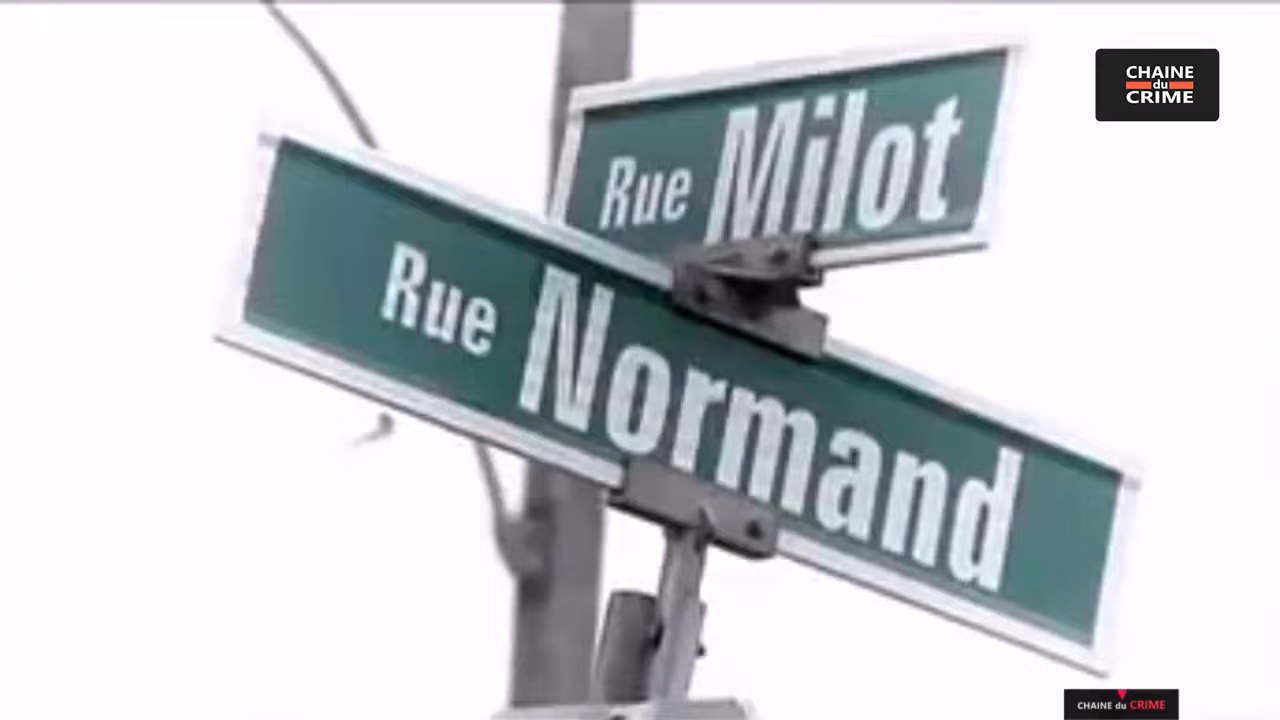 CHAINE
du
CRIME
Rue Milot
Rue Normand
CHAINE du CRIME